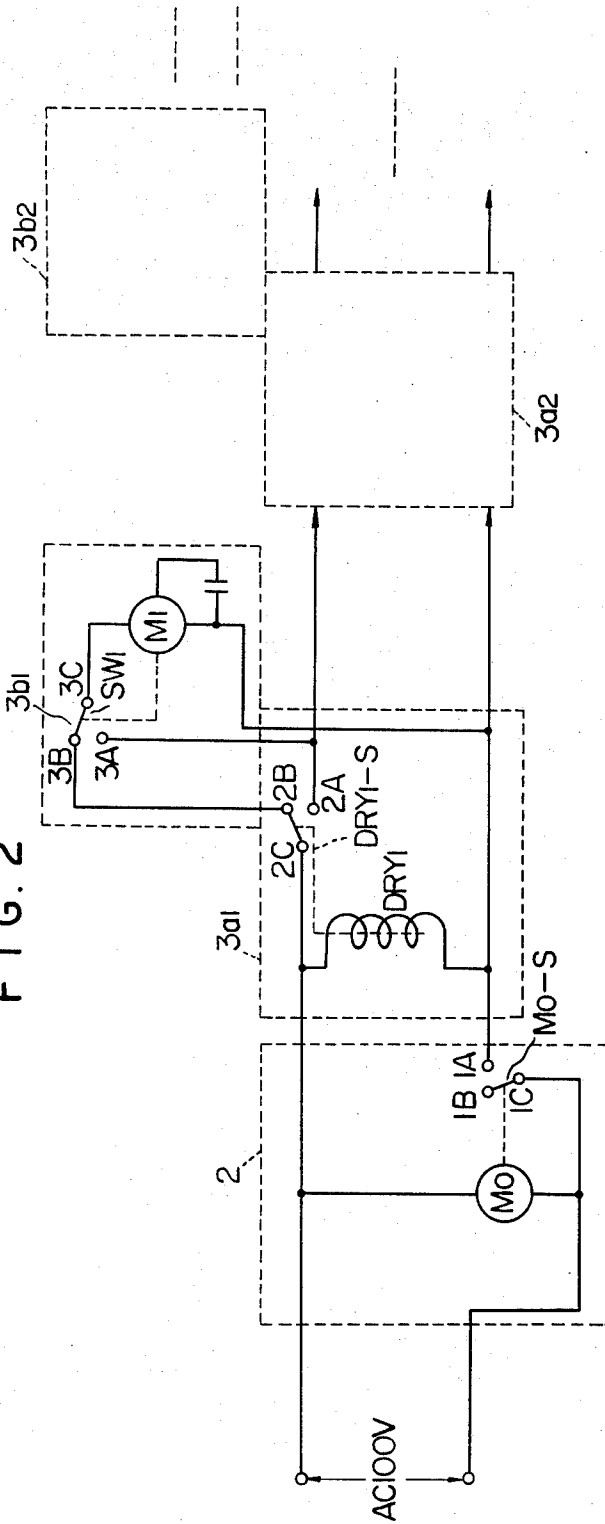 FIG. 2
3b2
3b1
3B
3C
SW1
M1
3A
3a1
2B
2C
2A
DRY1-S
DRY1
3a2
2
1B 1A
1C
Mo-S
Mo
AC100V